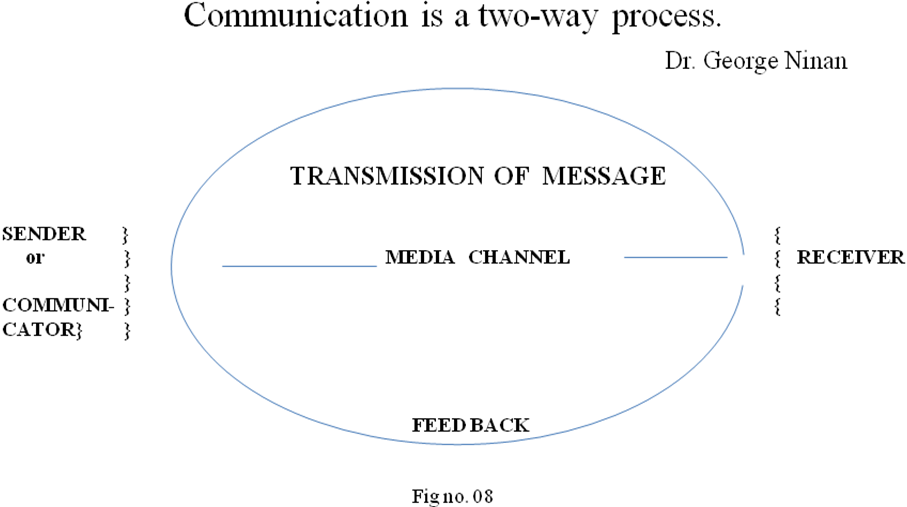 Communication is a two-way process.
Dr. George Ninan
TRANSMISSION OF MESSAGE
SENDER }
or }
}
COMMUNI- }
CATOR} }
MEDIA CHANNEL
{
{ RECEIVER
{
{
FEED BACK
Fig no. 08